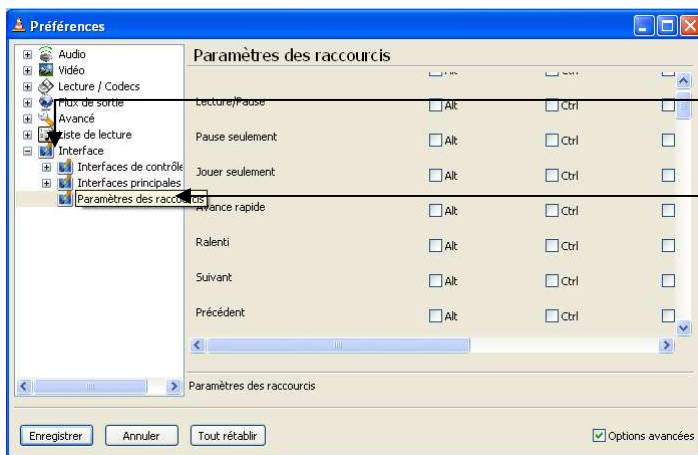 Préférences
Audio
Vidéo
Lecture / Codecs
Flux de sortie
Avancé
Liste de lecture
Interface
Interfaces de contrôle
Interfaces principales
Paramètres des raccourcis
Paramètres des raccourcis
Lecture/Pause Alt Ctrl
Pause seulement Alt Ctrl
Jouer seulement Alt Ctrl
Avance rapide Alt Ctrl
Ralenti Alt Ctrl
Suivant Alt Ctrl
Précédent Alt Ctrl
Paramètres des raccourcis
Enregistrer Annuler Tout rétablir Options avancées